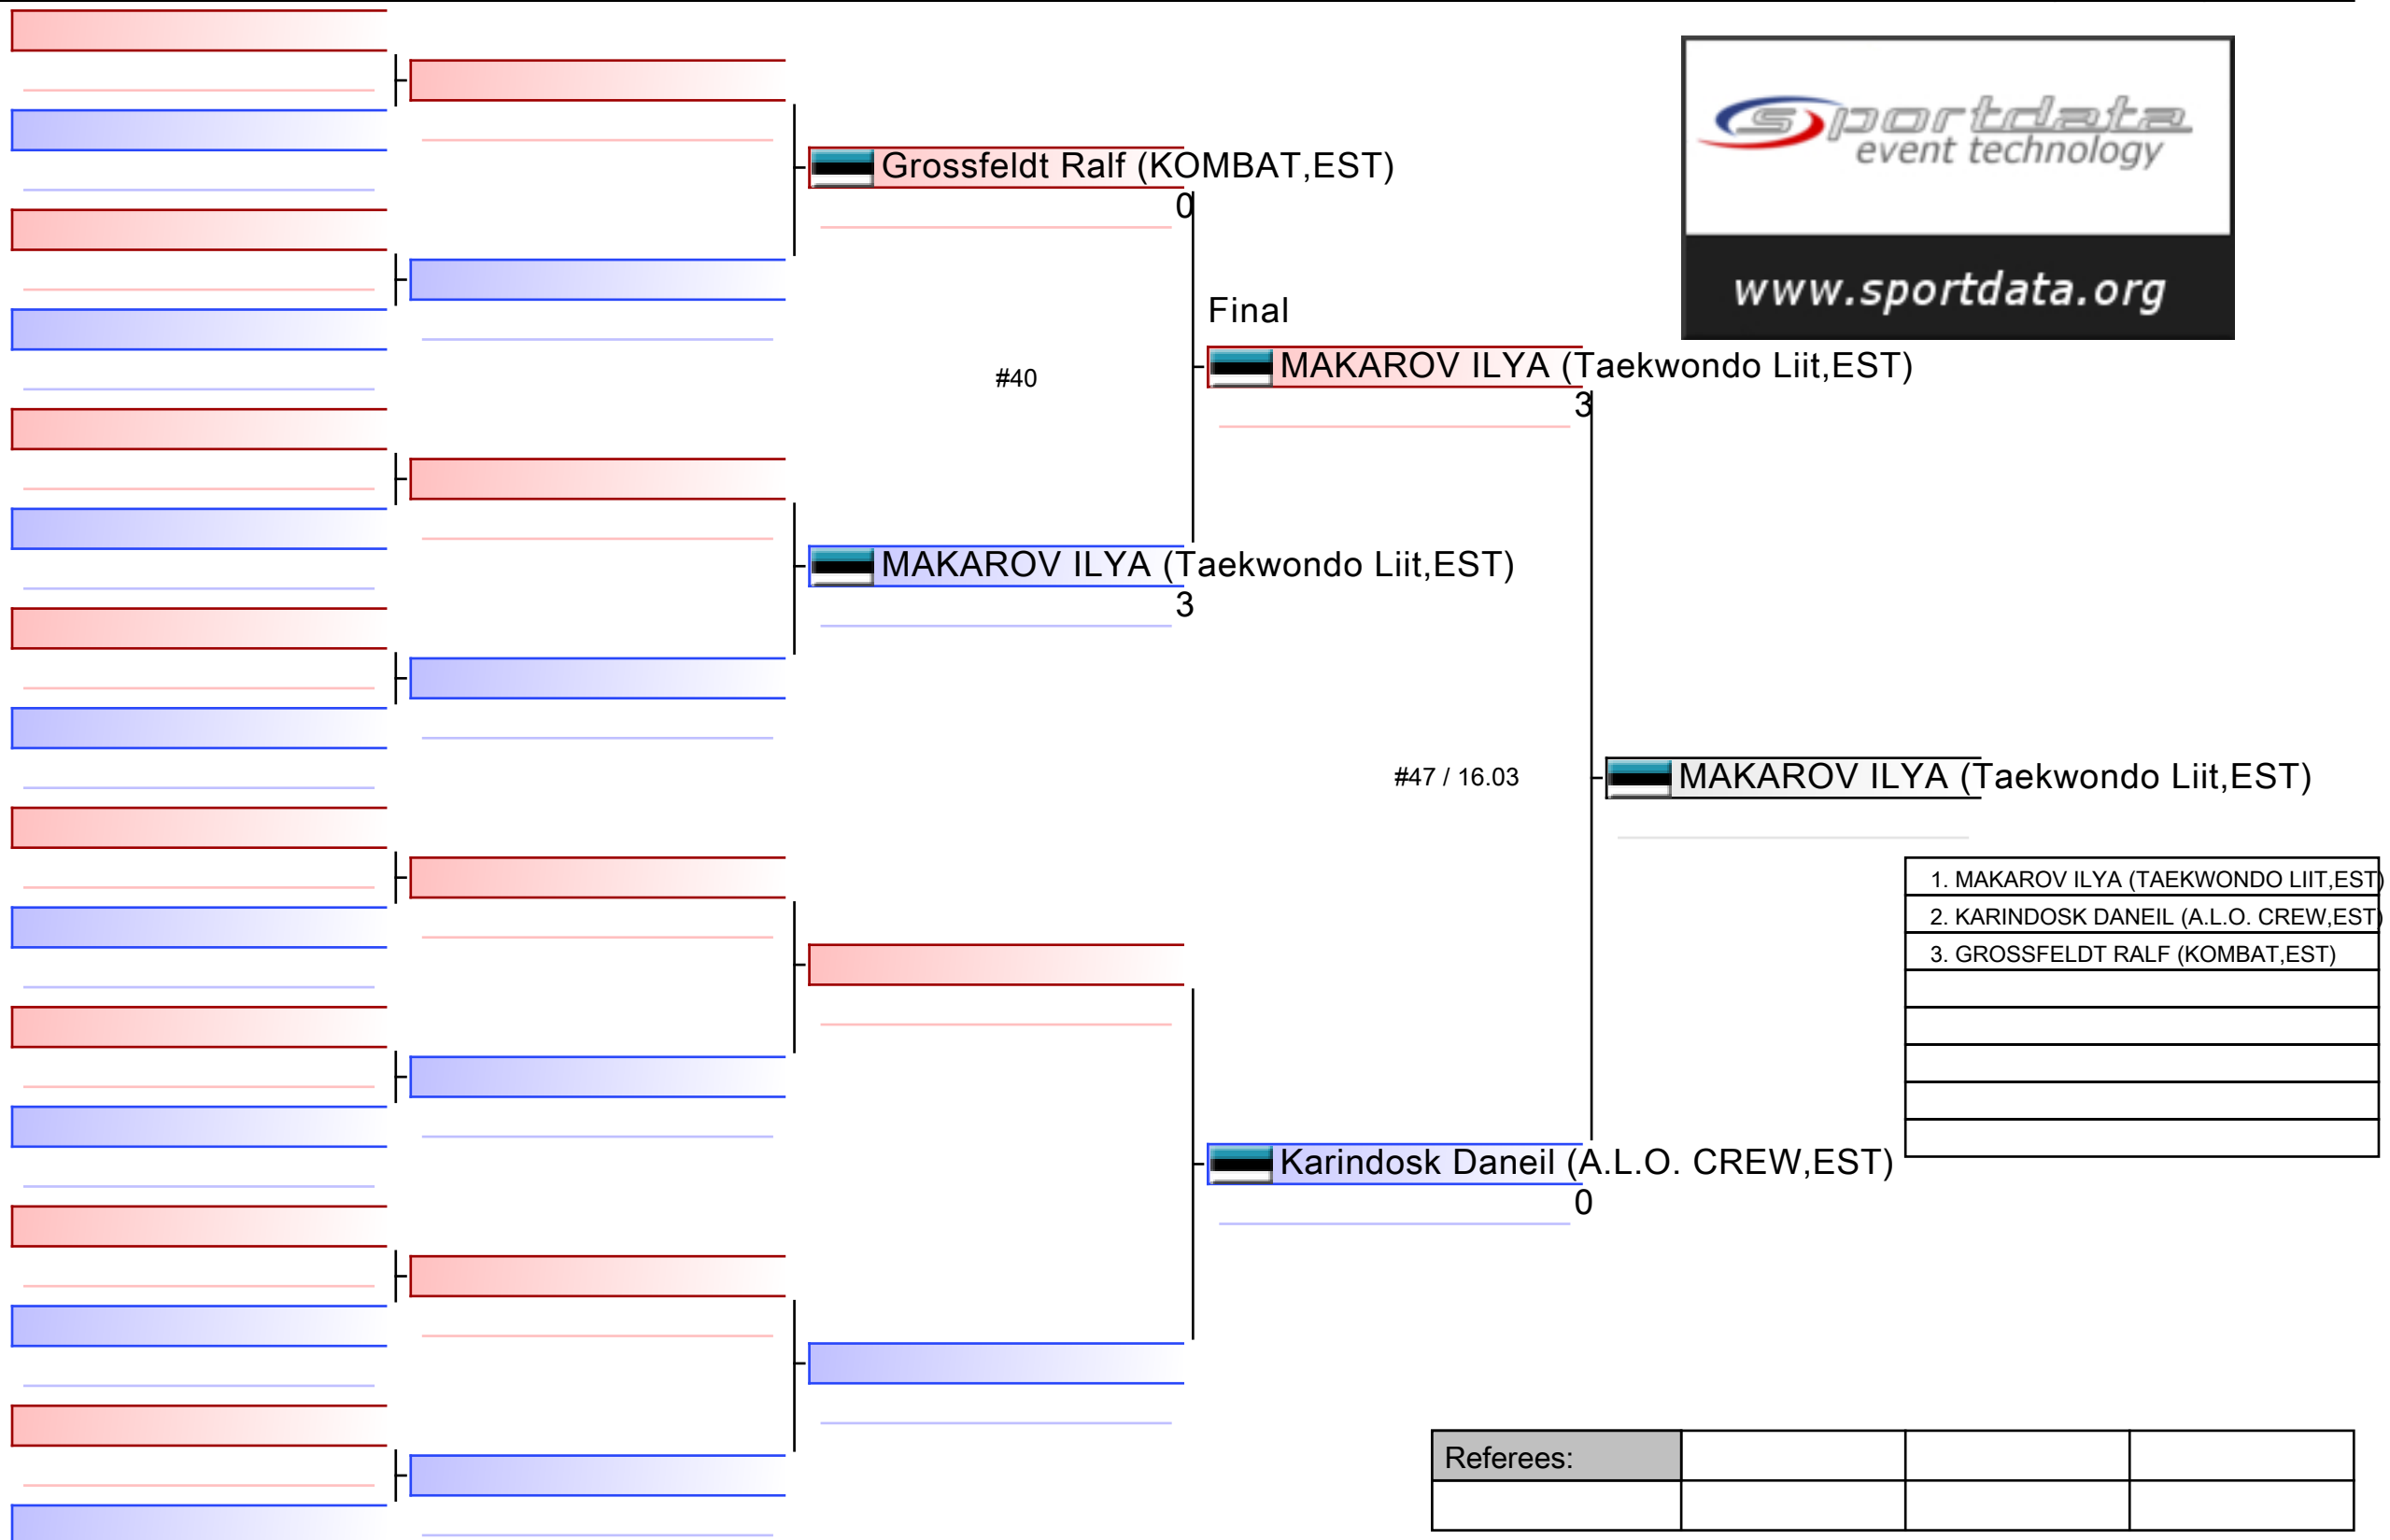 sportdata
event technology
www.sportdata.org
Grossfeldt Ralf (KOMBAT,EST)
0
Final
#40
MAKAROV ILYA (Taekwondo Liit,EST)
3
MAKAROV ILYA (Taekwondo Liit,EST)
3
#47 / 16.03
MAKAROV ILYA (Taekwondo Liit,EST)
1. MAKAROV ILYA (TAEKWONDO LIIT,EST)
2. KARINDOSK DANEIL (A.L.O. CREW,EST)
3. GROSSFELDT RALF (KOMBAT,EST)
Karindosk Daneil (A.L.O. CREW,EST)
0
Referees: